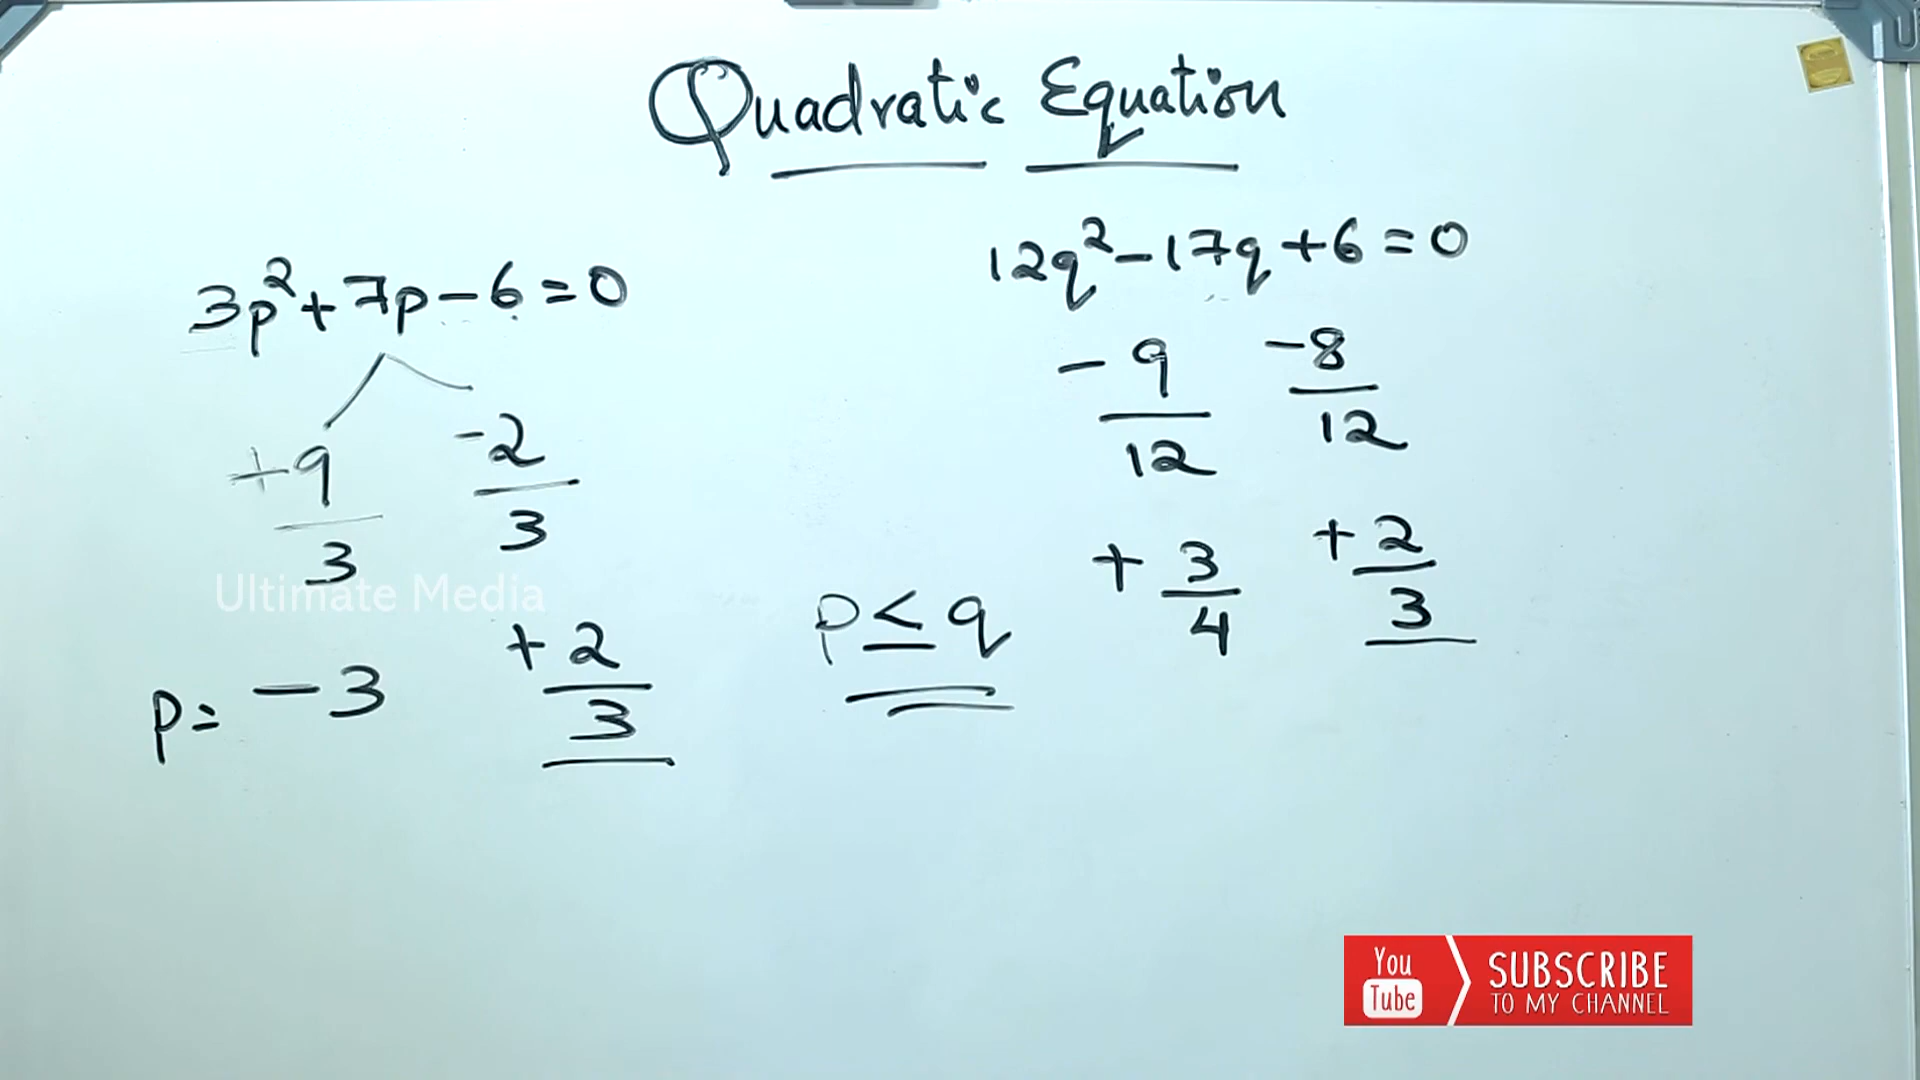 Quadratic Equation
3p²+7p-6=0
12q²-17q+6=0
+9/3 -2/3
-9/12 -8/12
Ultimate Media
p= -3 +2/3
p≤q
+3/4 +2/3
You Tube SUBSCRIBE
TO MY CHANNEL